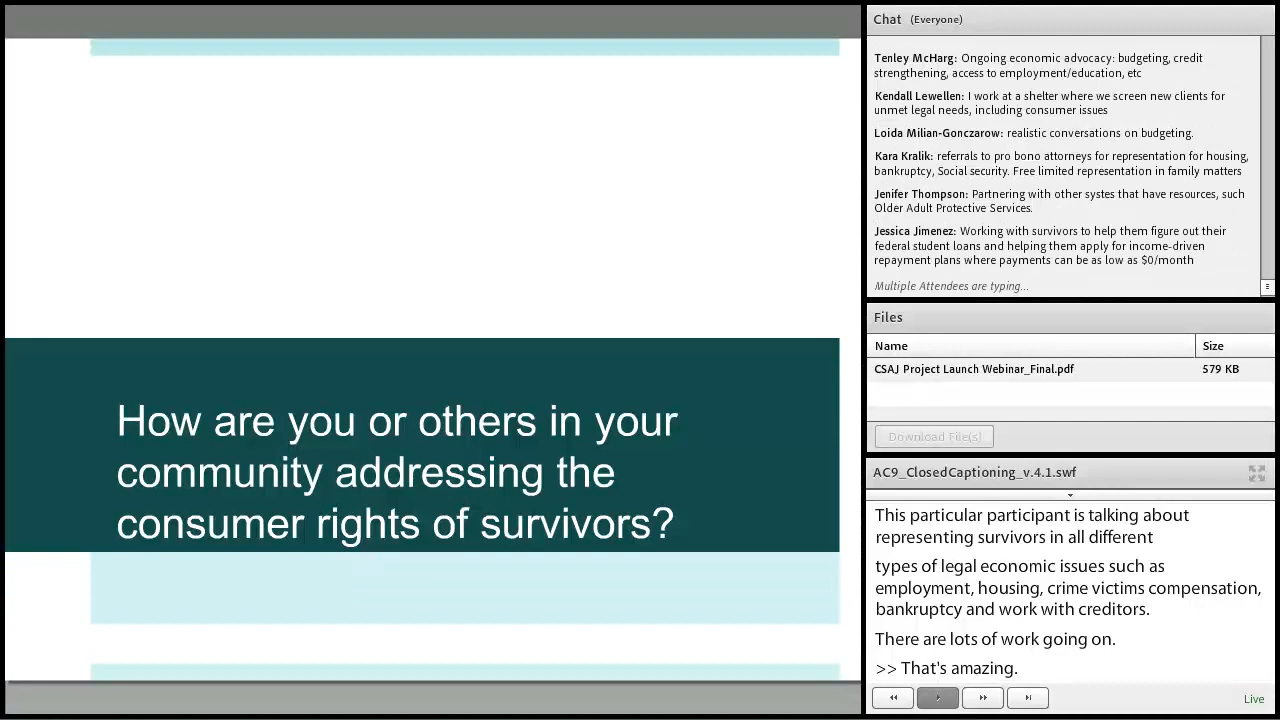 How are you or others in your
community addressing the
consumer rights of survivors?
Chat (Everyone)
Tenley McHarg: Ongoing economic advocacy: budgeting, credit
strengthening, access to employment/education, etc
Kendall Lewellen: I work at a shelter where we screen new clients for
unmet legal needs, including consumer issues
Loida Milian-Gonczarow: realistic conversations on budgeting.
Kara Kralik: referrals to pro bono attorneys for representation for housing,
bankruptcy, Social security. Free limited representation in family matters
Jenifer Thompson: Partnering with other systes that have resources, such
Older Adult Protective Services.
Jessica Jimenez: Working with survivors to help them figure out their
federal student loans and helping them apply for income-driven
repayment plans where payments can be as low as $0/month
Multiple Attendees are typing...
Files
Name Size
CSAJ Project Launch Webinar_Final.pdf 579 KB
Download File(s)
AC9_ClosedCaptioning_v.4.1.swf
This particular participant is talking about
representing survivors in all different
types of legal economic issues such as
employment, housing, crime victims compensation,
bankruptcy and work with creditors.
There are lots of work going on.
>> That's amazing.
Live